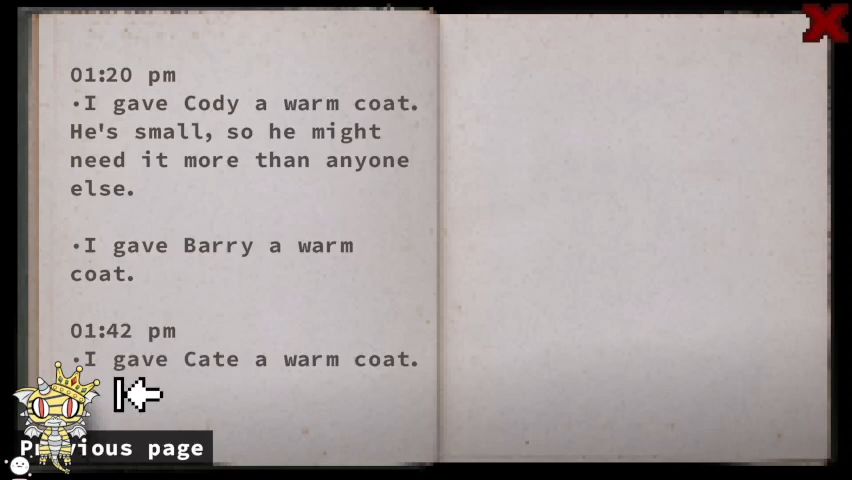 01:20 pm
•I gave Cody a warm coat.
He's small, so he might
need it more than anyone
else.
•I gave Barry a warm
coat.
01:42 pm
•I gave Cate a warm coat.
Previous page